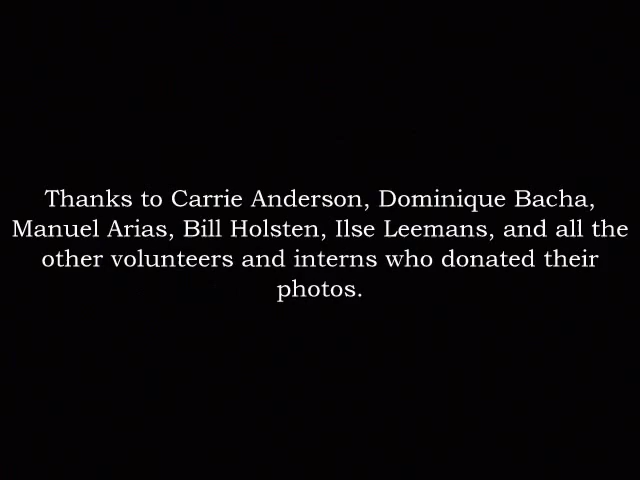 Thanks to Carrie Anderson, Dominique Bacha,
Manuel Arias, Bill Holsten, Ilse Leemans, and all the
other volunteers and interns who donated their
photos.